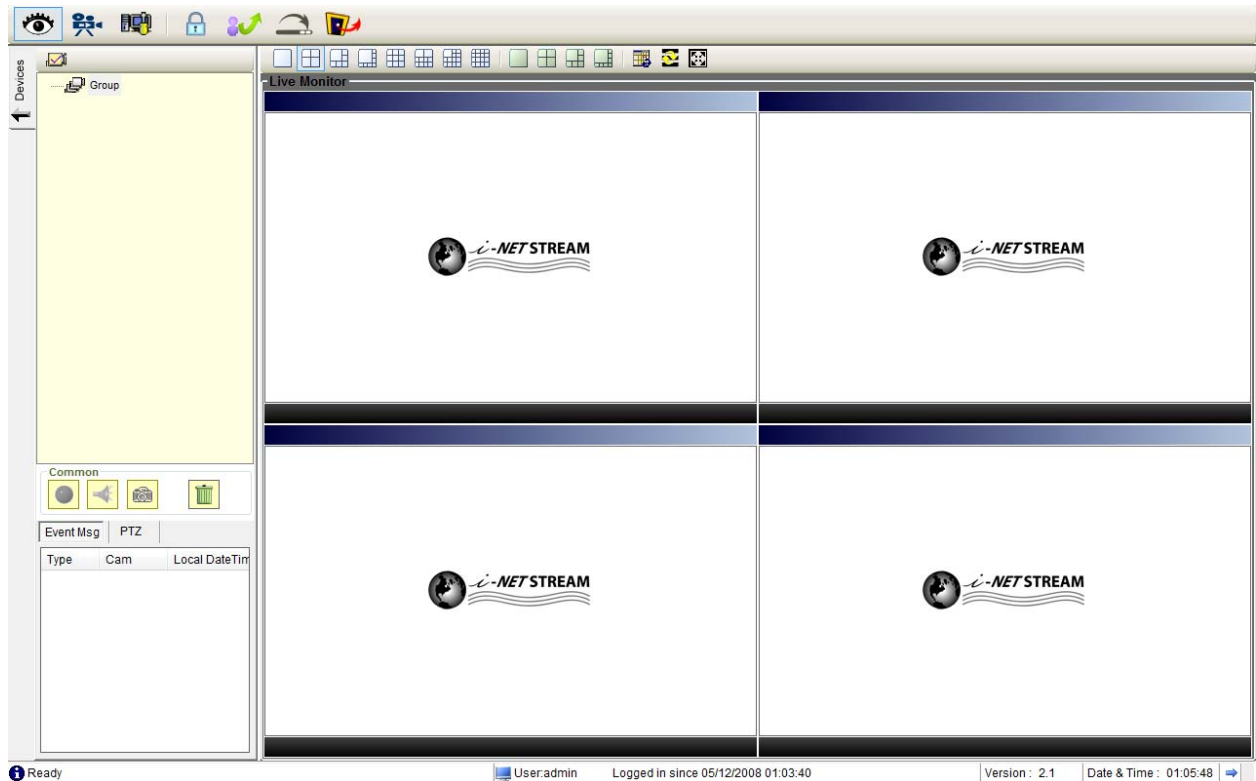 Devices
Group
Live Monitor
i-NET STREAM
i-NET STREAM
i-NET STREAM
i-NET STREAM
Common
Event Msg PTZ
Type Cam Local DateTim
Ready User:admin Logged in since 05/12/2008 01:03:40 Version : 2.1 Date & Time : 01:05:48